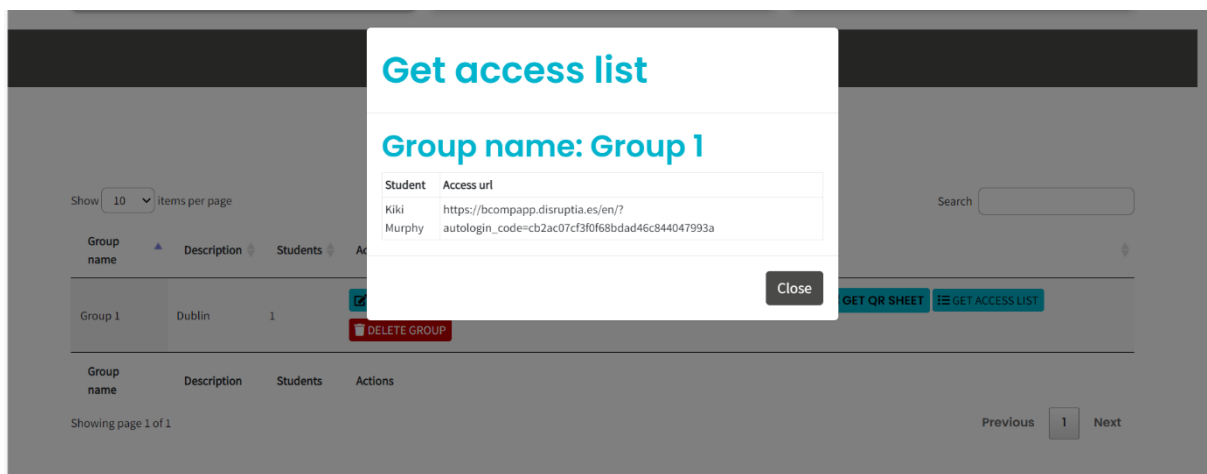 Get access list
Group name: Group 1
Student Access url
Kiki https://bcompapp.disruptia.es/en/?
Murphy autologin_code=cb2ac07cf3f0f68bdad46c844047993a
Close
Show 10 items per page
Search
Group
name
Description Students
Group 1 Dublin 1
GET QR SHEET GET ACCESS LIST
DELETE GROUP
Group
name
Description Students Actions
Showing page 1 of 1
Previous 1 Next